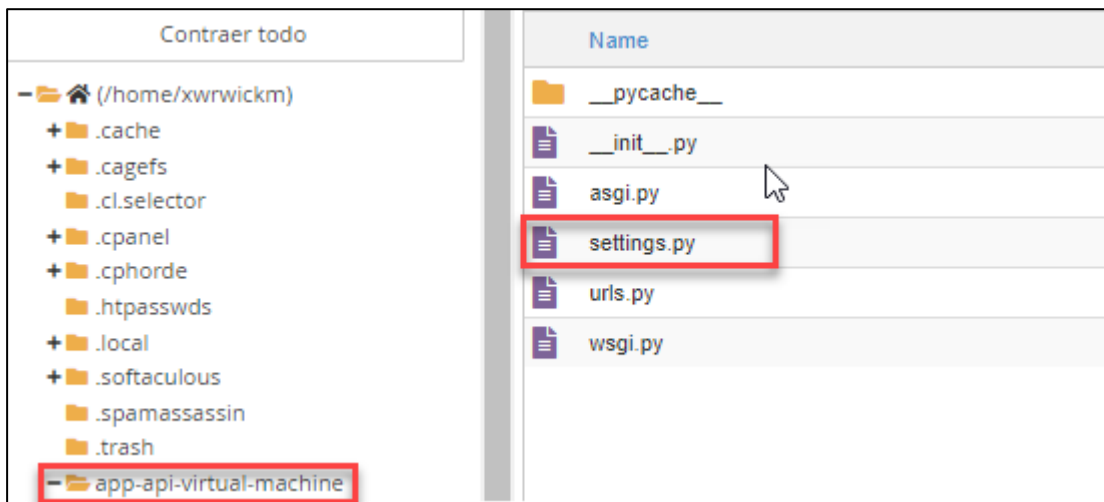 Contraer todo
(/home/xwrwickm)
.cache
.cagefs
.cl.selector
.cpanel
.cphorde
.htpasswds
.local
.softaculous
.spamassassin
.trash
app-api-virtual-machine
Name
__pycache__
__init__.py
asgi.py
settings.py
urls.py
wsgi.py